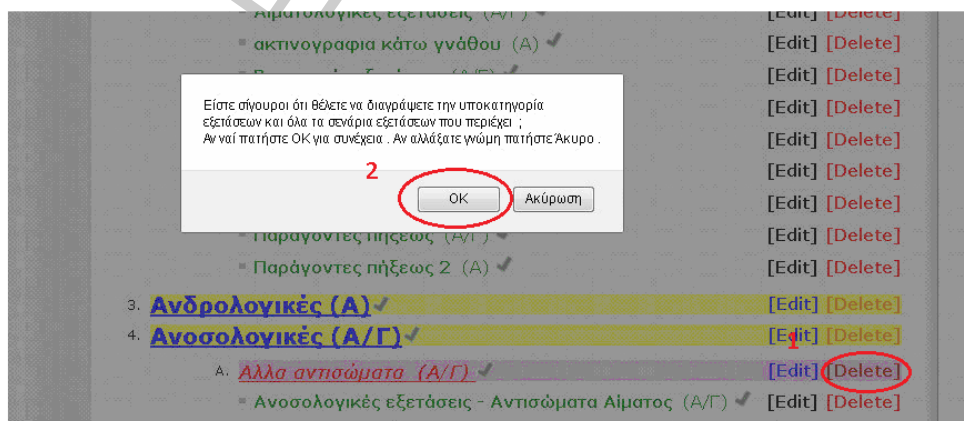 Αιματολογικές εξετάσεις (Α/Γ) [Edit] [Delete]
ακτινογραφια κάτω γνάθου (Α) [Edit] [Delete]
[Edit] [Delete]
Είστε σίγουροι ότι θέλετε να διαγράψετε την υποκατηγορία
εξετάσεων και όλα τα σενάρια εξετάσεων που περιέχει ;
Αν ναί πατήστε OK για συνέχεια . Αν αλλάξατε γνώμη πατήστε Άκυρο .
2
OK Ακύρωση
[Edit] [Delete]
[Edit] [Delete]
[Edit] [Delete]
[Edit] [Delete]
Παράγοντες πήξεως (Α/Γ) [Edit] [Delete]
Παράγοντες πήξεως 2 (Α) [Edit] [Delete]
3. Ανδρολογικές (Α) [Edit] [Delete]
4. Ανοσολογικές (Α/Γ) [Edit] [Delete]
1
Α. Αλλα αντισώματα (Α/Γ) [Edit] [Delete]
Ανοσολογικές εξετάσεις - Αντισώματα Αίματος (Α/Γ) [Edit] [Delete]